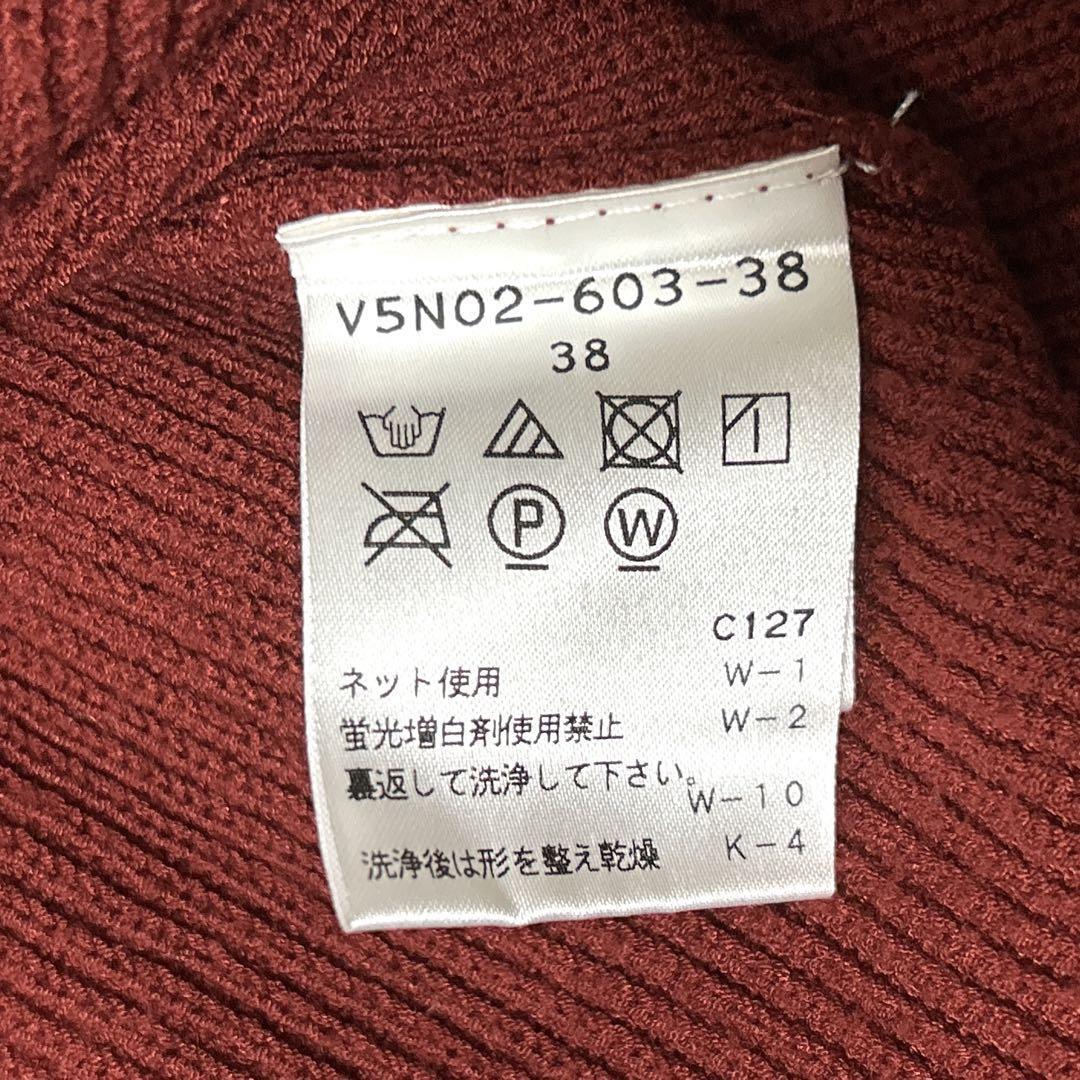 V5N02-603-38
38
P W
C127
ネット使用 W-1
蛍光増白剤使用禁止 W-2
裏返して洗浄して下さい。 W-10
洗浄後は形を整え乾燥 K-4